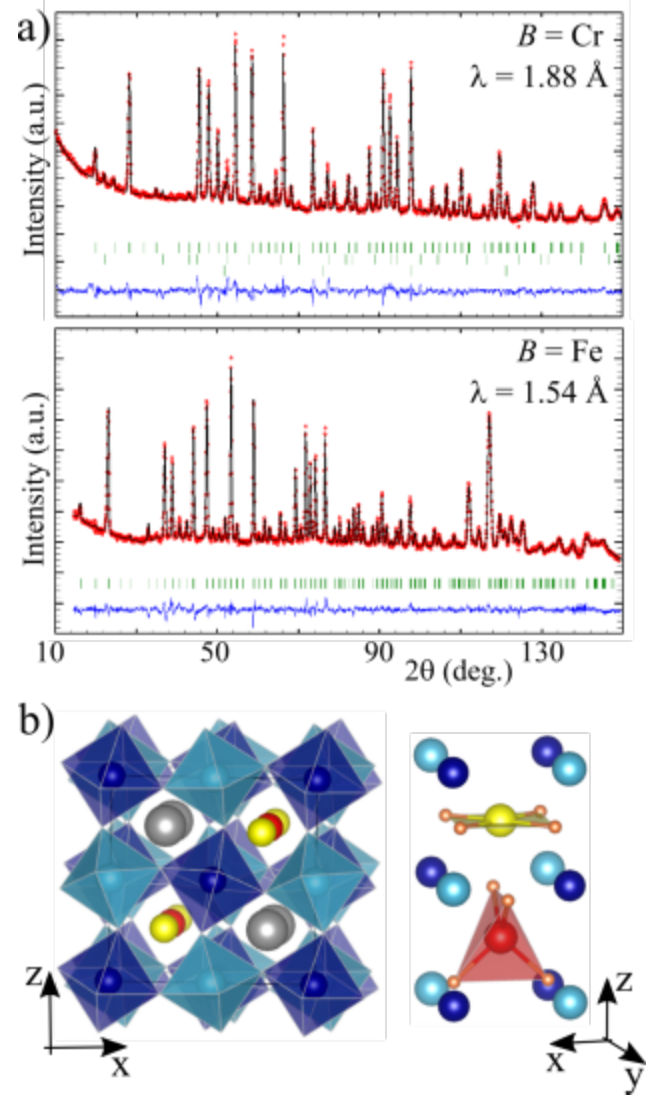 a)
B = Cr
λ = 1.88 Å
Intensity (a.u.)
B = Fe
λ = 1.54 Å
Intensity (a.u.)
10 50 90 130
2θ (deg.)
b)
z
x
z
x
y